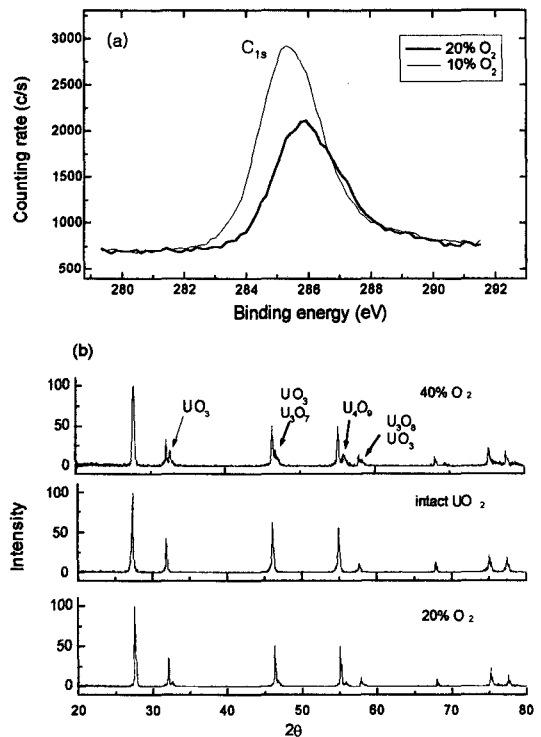 (a)
C1s
20% O2
10% O2
3000
2500
2000
1500
1000
500
Counting rate (c/s)
280 282 284 286 288 290 292
Binding energy (eV)
(b)
100
50
0
UO3
UO3
U3O7
U4O9
U3O8
UO3
40% O2
100
50
0
intact UO2
Intensity
100
50
0
20% O2
20 30 40 50 60 70 80
2θ